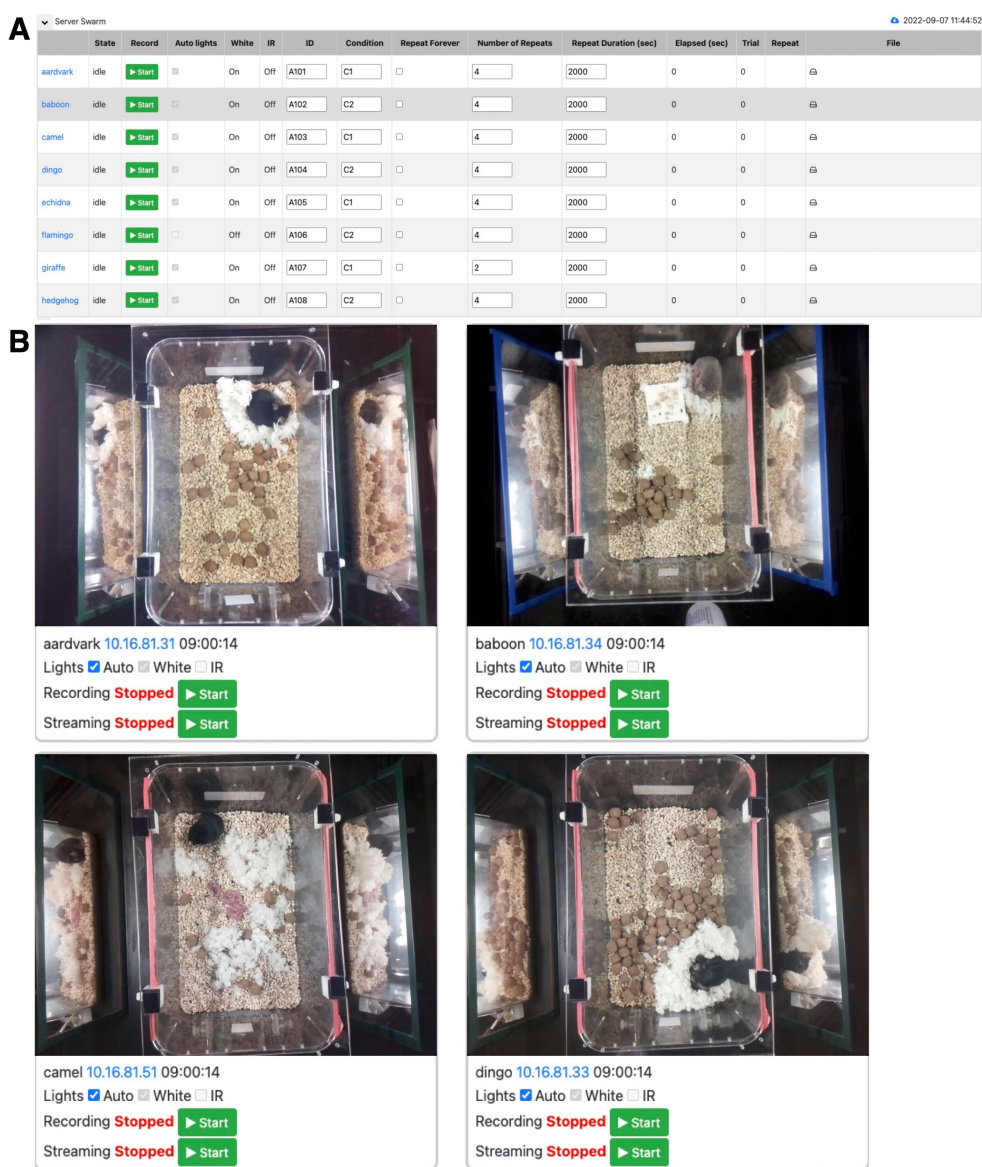 A
Server Swarm 2022-09-07 11:44:52
State Record Auto lights White IR ID Condition Repeat Forever Number of Repeats Repeat Duration (sec) Elapsed (sec) Trial Repeat File
aardvark idle Start On Off A101 C1 4 2000 0 0
baboon idle Start On Off A102 C2 4 2000 0 0
camel idle Start On Off A103 C1 4 2000 0 0
dingo idle Start On Off A104 C2 4 2000 0 0
echidna idle Start On Off A105 C1 4 2000 0 0
flamingo idle Start Off Off A106 C2 4 2000 0 0
giraffe idle Start On Off A107 C1 2 2000 0 0
hedgehog idle Start On Off A108 C2 4 2000 0 0
B
aardvark 10.16.81.31 09:00:14
Lights Auto White IR
Recording Stopped Start
Streaming Stopped Start
baboon 10.16.81.34 09:00:14
Lights Auto White IR
Recording Stopped Start
Streaming Stopped Start
camel 10.16.81.51 09:00:14
Lights Auto White IR
Recording Stopped Start
Streaming Stopped Start
dingo 10.16.81.33 09:00:14
Lights Auto White IR
Recording Stopped Start
Streaming Stopped Start